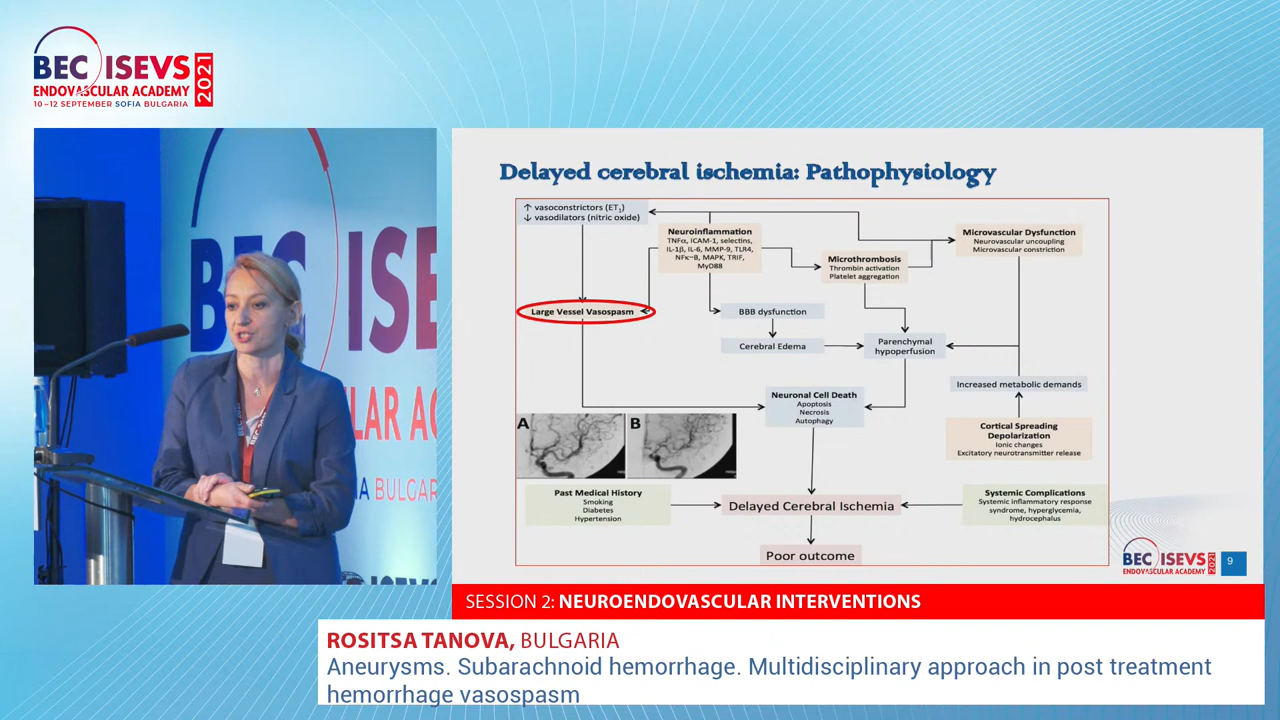 BEC ISEVS
2021
ENDOVASCULAR ACADEMY
10–12 SEPTEMBER SOFIA BULGARIA
BEC
ISE
LAR AC
IA BULGAR
Delayed cerebral ischemia: Pathophysiology
↑ vasoconstrictors (ET1)
↓ vasodilators (nitric oxide)
Neuroinflammation
TNFα, ICAM-1, selectins,
IL-1β, IL-6, MMP-9, TLR4,
NFκ–B, MAPK, TRIF,
MyD88
Microthrombosis
Thrombin activation
Platelet aggregation
Microvascular Dysfunction
Neurovascular uncoupling
Microvascular constriction
Large Vessel Vasospasm
BBB dysfunction
Cerebral Edema
Parenchymal
hypoperfusion
Increased metabolic demands
Neuronal Cell Death
Apoptosis
Necrosis
Autophagy
Cortical Spreading
Depolarization
Ionic changes
Excitatory neurotransmitter release
A
B
Past Medical History
Smoking
Diabetes
Hypertension
Delayed Cerebral Ischemia
Systemic Complications
Systemic inflammatory response
syndrome, hyperglycemia,
hydrocephalus
Poor outcome
BEC ISEVS
2021
ENDOVASCULAR ACADEMY
9
SESSION 2: NEUROENDOVASCULAR INTERVENTIONS
ROSITSA TANOVA, BULGARIA
Aneurysms. Subarachnoid hemorrhage. Multidisciplinary approach in post treatment
hemorrhage vasospasm